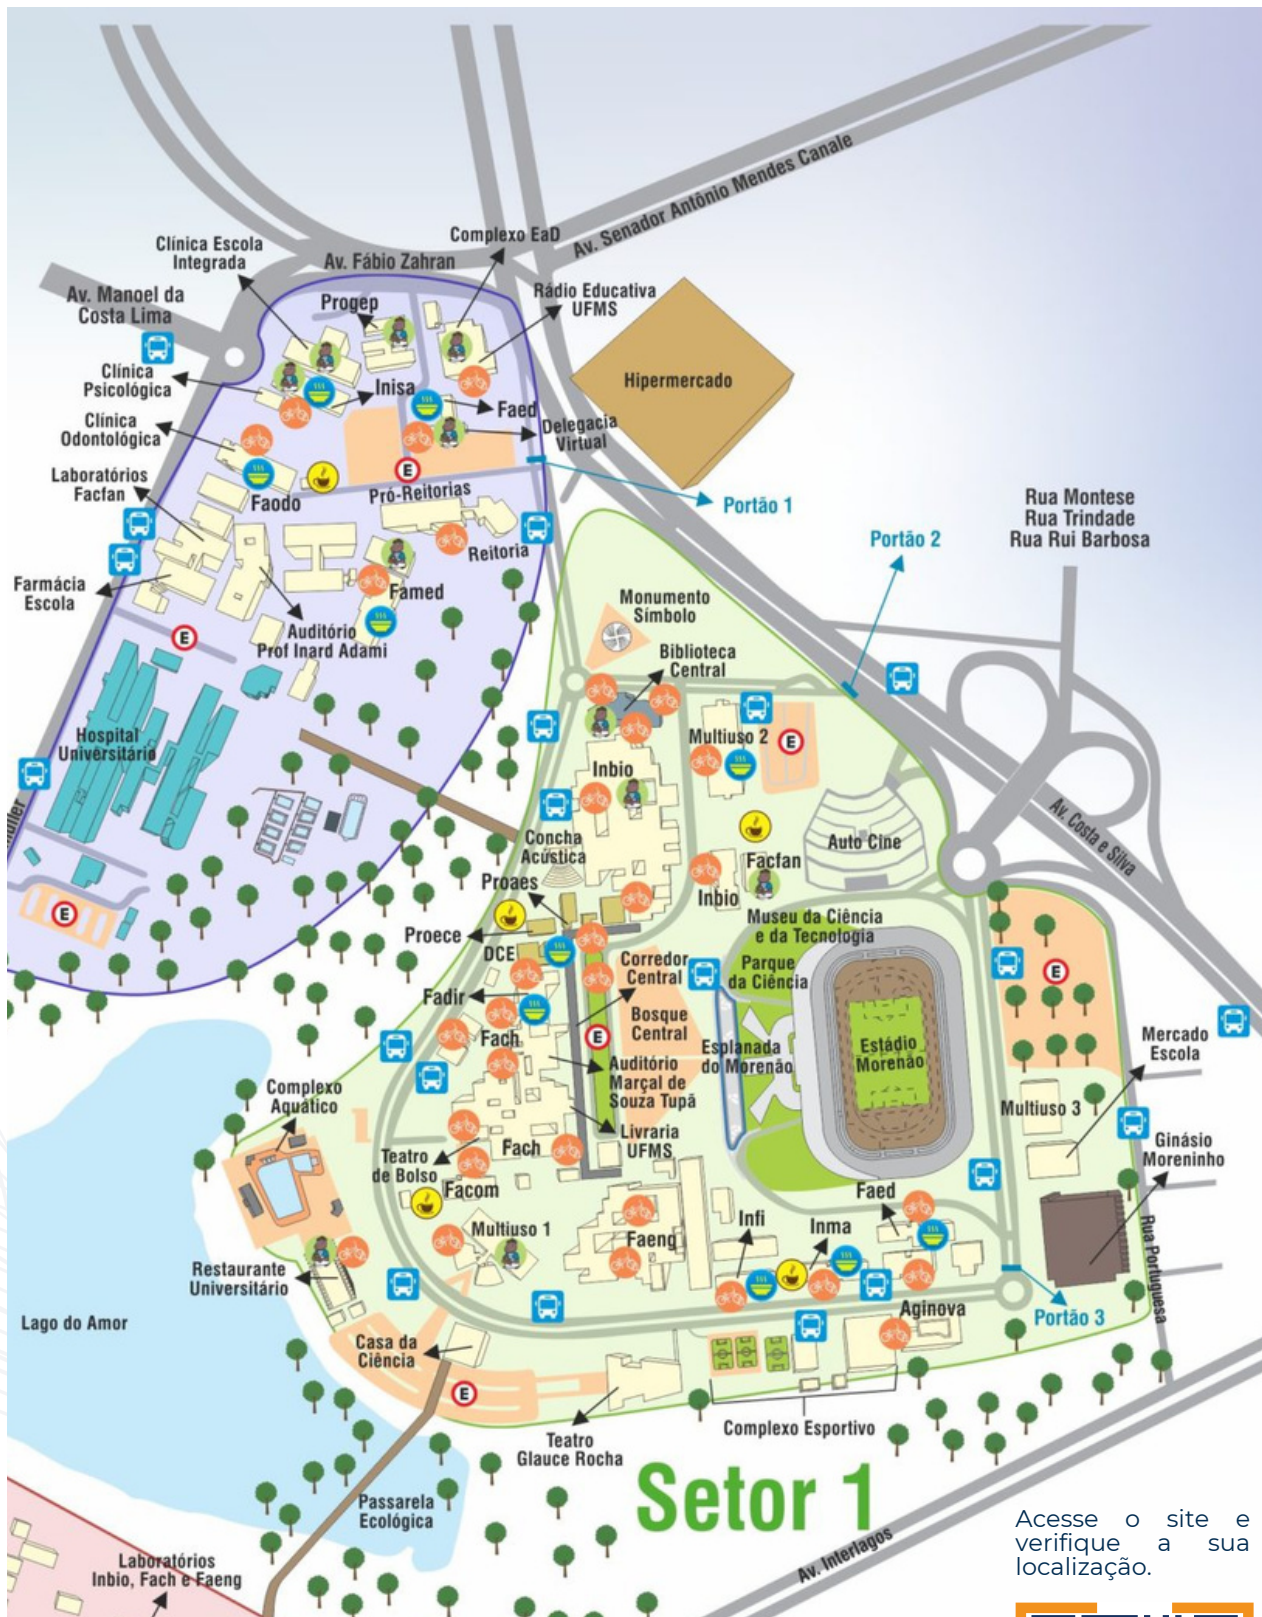 Av. Senador Antônio Mendes Canale
Complexo EaD
Clínica Escola
Integrada
Av. Fábio Zahran
Av. Manoel da
Costa Lima
Progep
Rádio Educativa
UFMS
Clínica
Psicológica
Inisa
Hipermercado
Faed
Clínica
Odontológica
Delegacia
Virtual
Laboratórios
Facfan
E
Faodo
Pró-Reitorias
Portão 1
Rua Montese
Rua Trindade
Rua Rui Barbosa
Reitoria
Portão 2
Farmácia
Escola
Famed
Auditório
Prof Inard Adami
E
Monumento
Símbolo
Biblioteca
Central
Hospital
Universitário
Multiuso 2
E
Inbio
Av. Costa e Silva
Concha
Acústica
Auto Cine
Facfan
Inbio
Proaes
E
Proece
Museu da Ciência
e da Tecnologia
DCE
Corredor
Central
Parque
da Ciência
E
Fadir
Bosque
Central
Fach
E
Esplanada
do Morenão
Estádio
Morenão
Mercado
Escola
Auditório
Marçal de
Souza Tupã
Complexo
Aquático
Multiuso 3
Livraria
UFMS
Ginásio
Moreninho
Teatro
de Bolso
Fach
Facom
Faed
Multiuso 1
Infi
Inma
Faeng
Rua Portuguesa
Restaurante
Universitário
Aginova
Portão 3
Lago do Amor
Casa da
Ciência
E
Complexo Esportivo
Teatro
Glauce Rocha
Setor 1
Passarela
Ecológica
Av. Interlagos
Acesse o site e
verifique a sua
localização.
Laboratórios
Inbio, Fach e Faeng